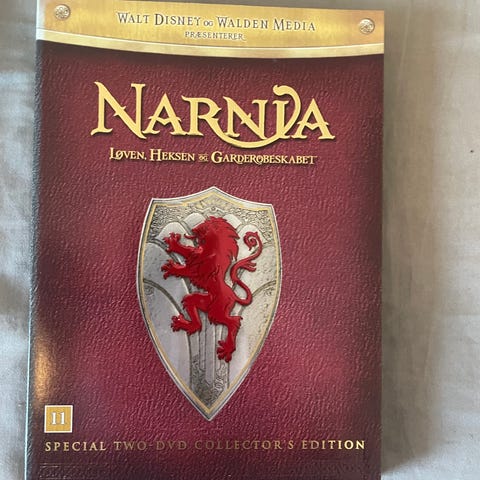 WALT DISNEY OG WALDEN MEDIA
PRÆSENTERER
NARNIA
LØVEN, HEKSEN OG GARDEROBESKABET
11
SPECIAL TWO-DVD COLLECTOR'S EDITION